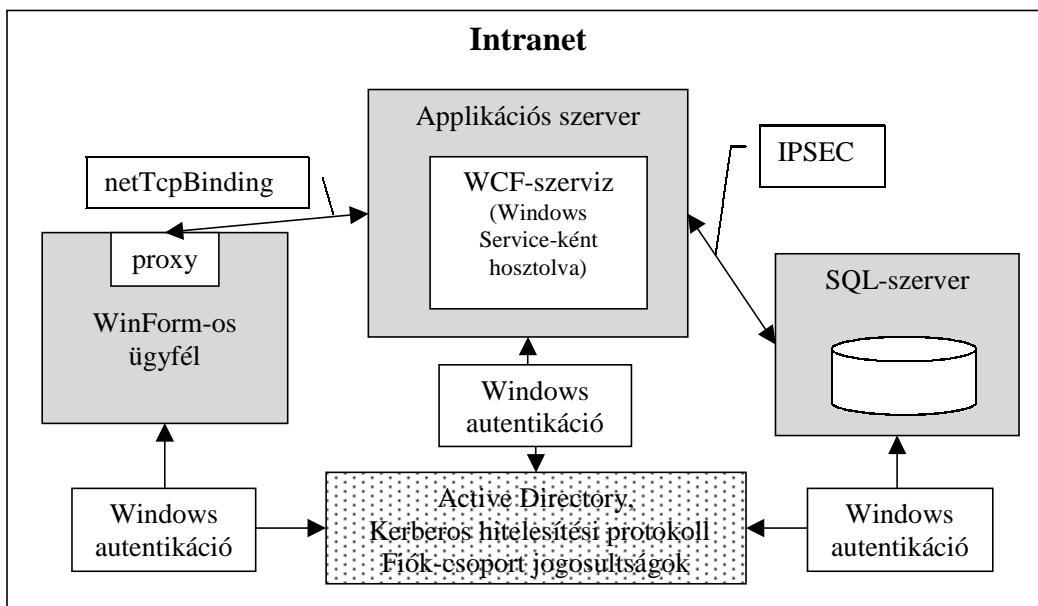 Intranet
Applikációs szerver
IPSEC
netTcpBinding
WCF-szerviz
(Windows
Service-ként
hosztolva)
proxy
WinForm-os
ügyfél
SQL-szerver
Windows
autentikáció
Windows
autentikáció
Active Directory,
Kerberos hitelesítési protokoll
Fiók-csoport jogosultságok
Windows
autentikáció